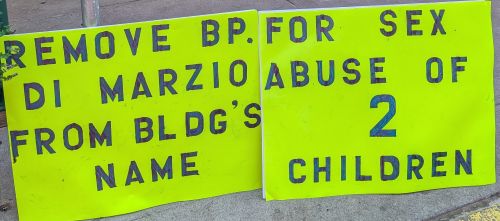 REMOVE BP.
DI MARZIO
FROM BLDG'S
NAME
FOR SEX
ABUSE OF
2
CHILDREN